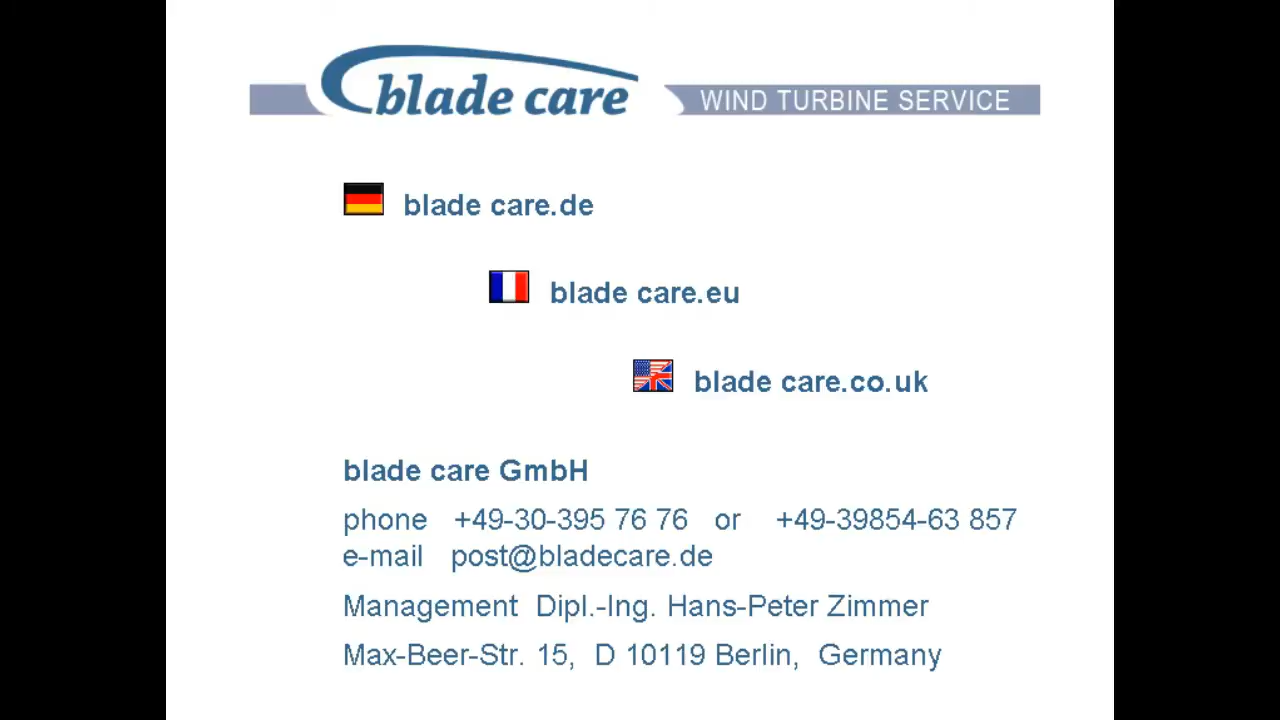 blade care WIND TURBINE SERVICE
blade care.de
blade care.eu
blade care.co.uk
blade care GmbH
phone +49-30-395 76 76 or +49-39854-63 857
e-mail post@bladecare.de
Management Dipl.-Ing. Hans-Peter Zimmer
Max-Beer-Str. 15, D 10119 Berlin, Germany